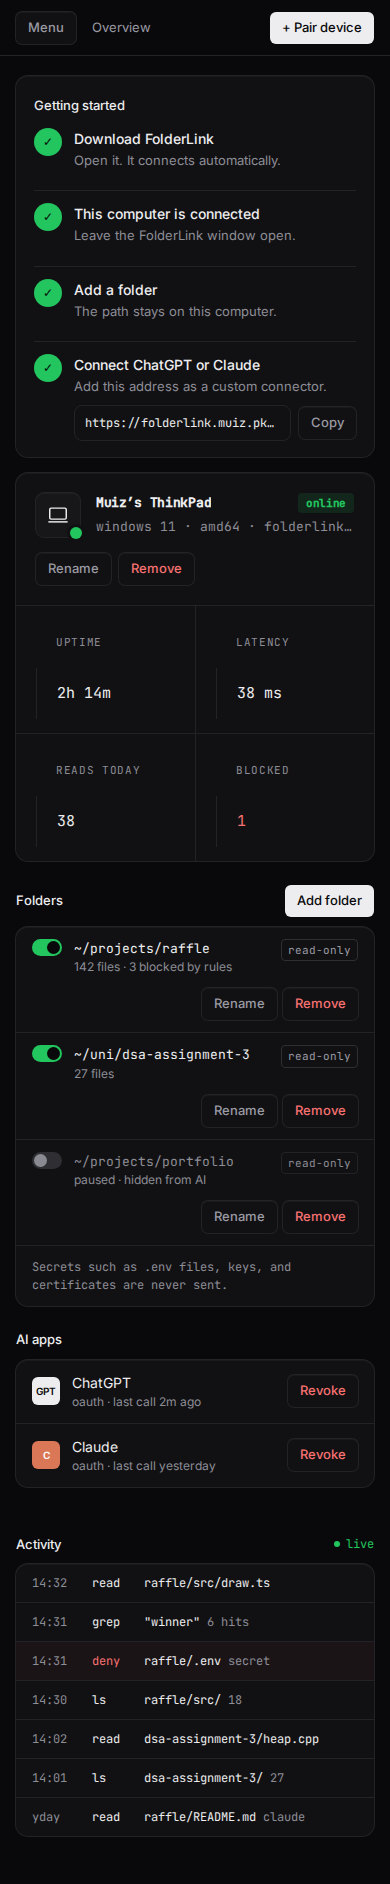 Menu Overview + Pair device
Getting started
✓ Download FolderLink
Open it. It connects automatically.
✓ This computer is connected
Leave the FolderLink window open.
✓ Add a folder
The path stays on this computer.
✓ Connect ChatGPT or Claude
Add this address as a custom connector.
https://folderlink.muiz.pk… Copy
Muiz’s ThinkPad online
windows 11 · amd64 · folderlink…
Rename Remove
UPTIME LATENCY
2h 14m 38 ms
READS TODAY BLOCKED
38 1
Folders Add folder
~/projects/raffle read-only
142 files · 3 blocked by rules
Rename Remove
~/uni/dsa-assignment-3 read-only
27 files
Rename Remove
~/projects/portfolio read-only
paused · hidden from AI
Rename Remove
Secrets such as .env files, keys, and
certificates are never sent.
AI apps
GPT ChatGPT Revoke
oauth · last call 2m ago
C Claude Revoke
oauth · last call yesterday
Activity live
14:32 read raffle/src/draw.ts
14:31 grep "winner" 6 hits
14:31 deny raffle/.env secret
14:30 ls raffle/src/ 18
14:02 read dsa-assignment-3/heap.cpp
14:01 ls dsa-assignment-3/ 27
yday read raffle/README.md claude